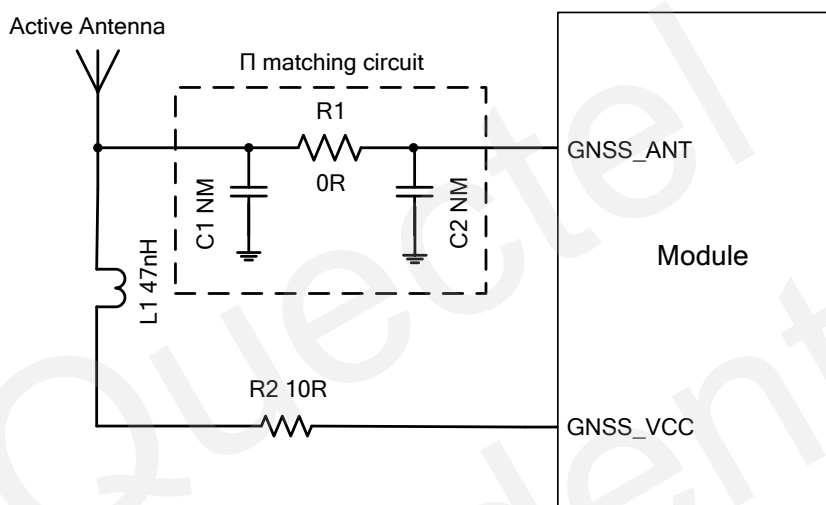 Active Antenna
Π matching circuit
R1
0R
C1 NM
C2 NM
GNSS_ANT
Module
L1 47nH
R2 10R
GNSS_VCC
Quectel